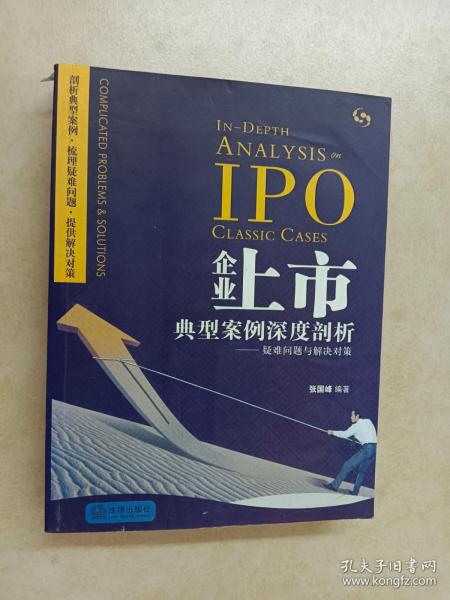 剖析典型案例·梳理疑难问题·提供解决对策
COMPLICATED PROBLEMS & SOLUTIONS
IN-DEPTH
ANALYSIS on
IPO
CLASSIC CASES
企业上市
典型案例深度剖析
——疑难问题与解决对策
张国峰 编著
法律出版社
LAW PRESS·CHINA
孔夫子旧书网
www.kongfz.com